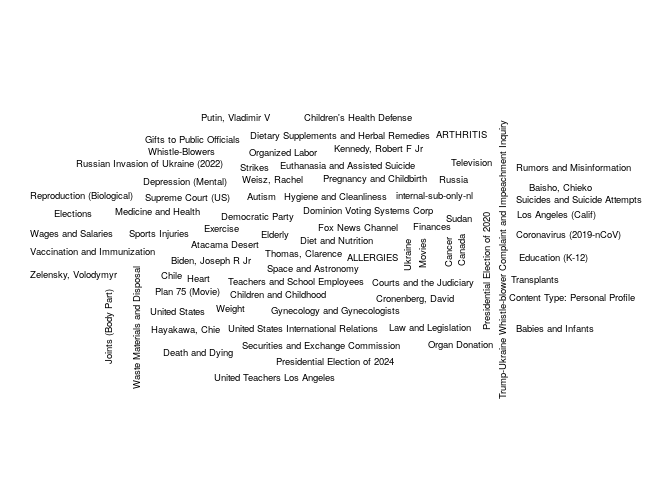 Putin, Vladimir V
Children's Health Defense
Gifts to Public Officials
Dietary Supplements and Herbal Remedies
ARTHRITIS
Whistle-Blowers
Organized Labor
Kennedy, Robert F Jr
Russian Invasion of Ukraine (2022)
Strikes
Euthanasia and Assisted Suicide
Television
Rumors and Misinformation
Depression (Mental)
Weisz, Rachel
Pregnancy and Childbirth
Russia
Baisho, Chieko
Reproduction (Biological)
Supreme Court (US)
Autism
Hygiene and Cleanliness
internal-sub-only-nl
Suicides and Suicide Attempts
Elections
Medicine and Health
Democratic Party
Dominion Voting Systems Corp
Sudan
Los Angeles (Calif)
Wages and Salaries
Sports Injuries
Exercise
Elderly
Fox News Channel
Finances
Coronavirus (2019-nCoV)
Atacama Desert
Diet and Nutrition
Vaccination and Immunization
Biden, Joseph R Jr
Thomas, Clarence
ALLERGIES
Ukraine
Movies
Cancer
Canada
Education (K-12)
Space and Astronomy
Zelensky, Volodymyr
Chile
Heart
Teachers and School Employees
Courts and the Judiciary
Presidential Election of 2020
Trump-Ukraine Whistle-blower Complaint and Impeachment Inquiry
Transplants
Plan 75 (Movie)
Children and Childhood
Cronenberg, David
Content Type: Personal Profile
United States
Weight
Gynecology and Gynecologists
Joints (Body Part)
Waste Materials and Disposal
Hayakawa, Chie
United States International Relations
Law and Legislation
Babies and Infants
Death and Dying
Securities and Exchange Commission
Organ Donation
Presidential Election of 2024
United Teachers Los Angeles